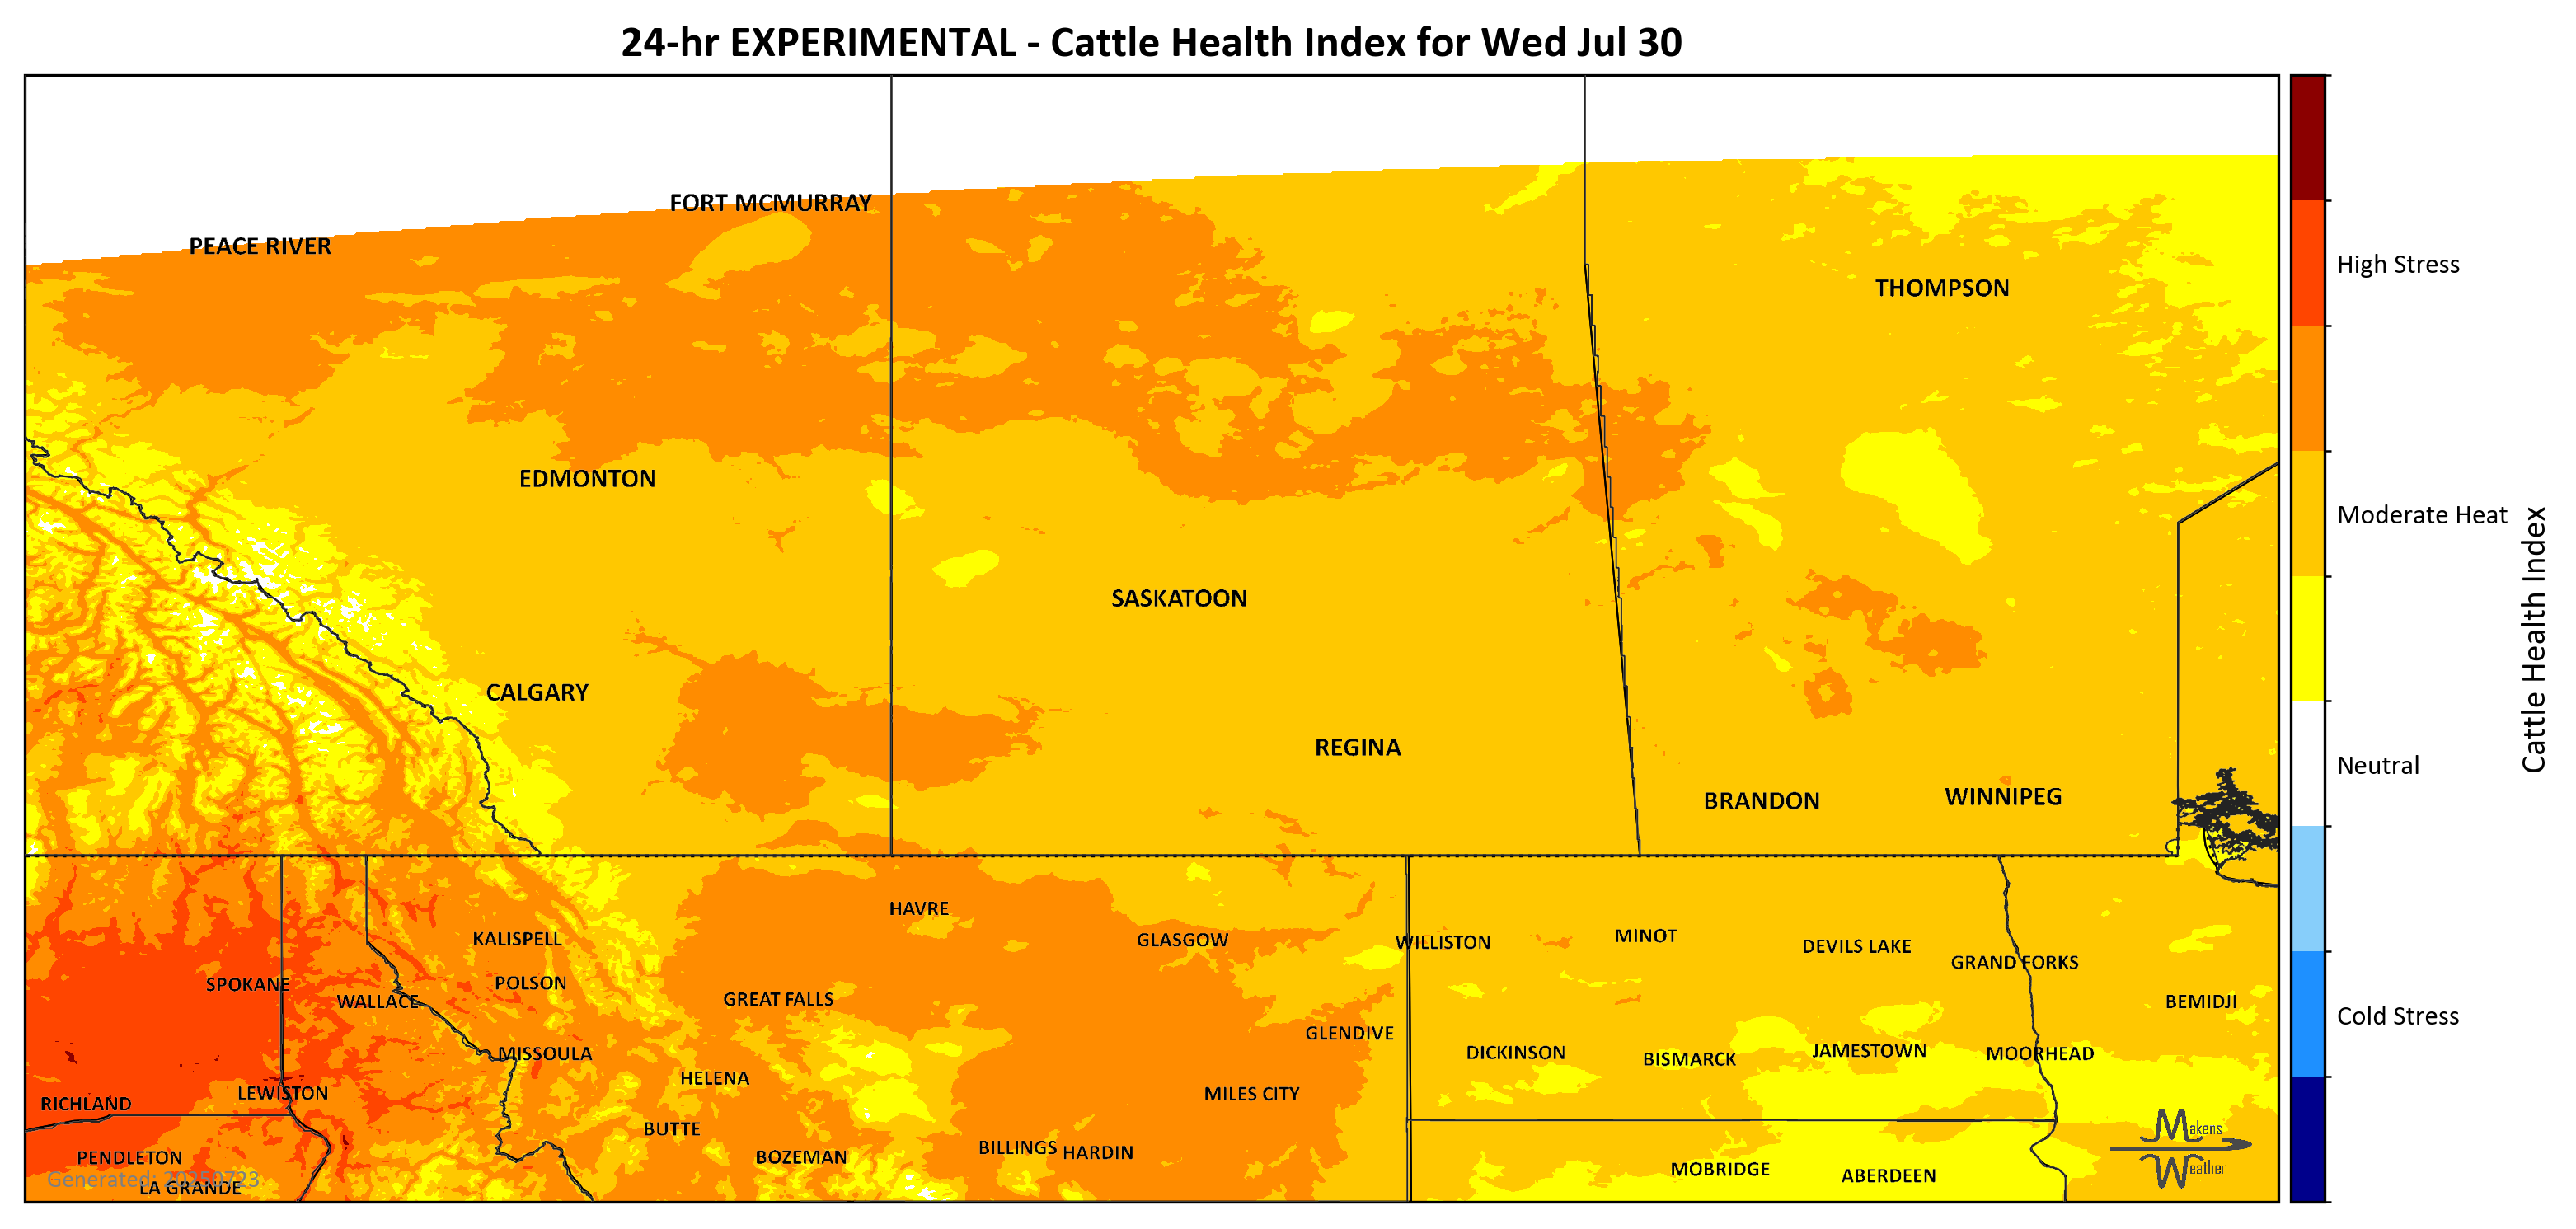 24-hr EXPERIMENTAL - Cattle Health Index for Wed Jul 30
FORT MCMURRAY
PEACE RIVER
THOMPSON
High Stress
EDMONTON
Moderate Heat
SASKATOON
CALGARY
REGINA
Cattle Health Index
Neutral
BRANDON
WINNIPEG
HAVRE
KALISPELL
GLASGOW
WILLISTON
MINOT
DEVILS LAKE
GRAND FORKS
SPOKANE
POLSON
WALLACE
GREAT FALLS
BEMIDJI
Cold Stress
GLENDIVE
MISSOULA
DICKINSON
BISMARCK
JAMESTOWN
MOORHEAD
HELENA
LEWISTON
MILES CITY
RICHLAND
BUTTE
Makens
Weather
BILLINGS
HARDIN
PENDLETON
BOZEMAN
MOBRIDGE
ABERDEEN
Generated: 20250723
LA GRANDE